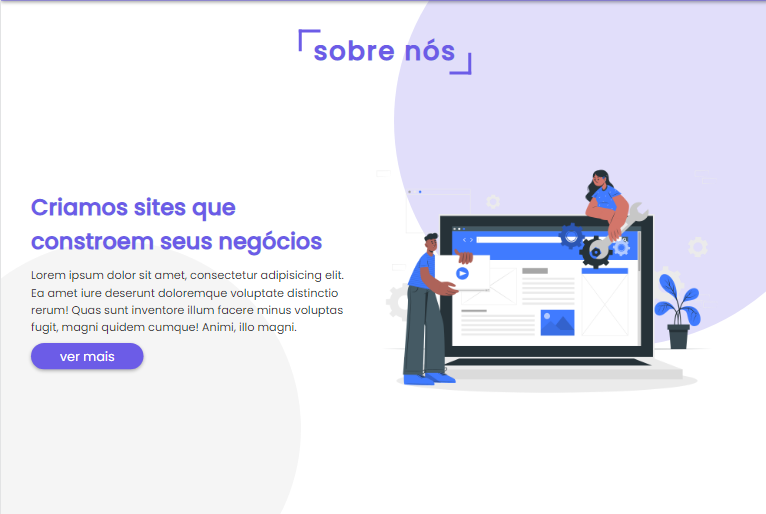 sobre nós
Criamos sites que
constroem seus negócios
Lorem ipsum dolor sit amet, consectetur adipisicing elit.
Ea amet iure deserunt doloremque voluptate distinctio
rerum! Quas sunt inventore illum facere minus voluptas
fugit, magni quidem cumque! Animi, illo magni.
ver mais